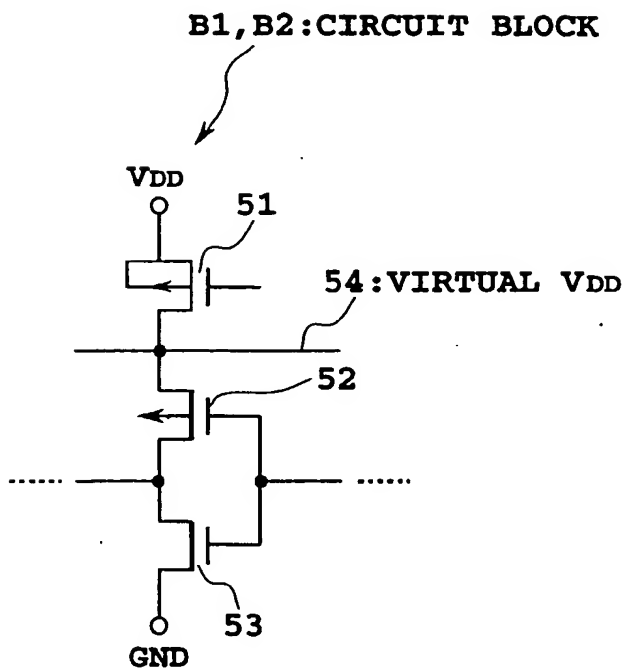 B1,B2:CIRCUIT BLOCK
VDD
51
54:VIRTUAL VDD
52
53
GND